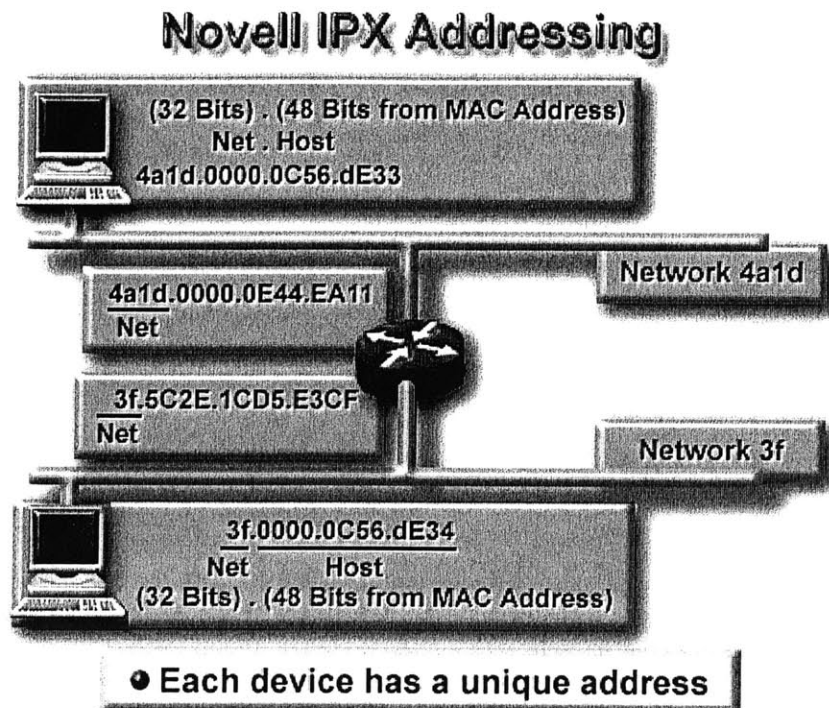 Novell IPX Addressing
(32 Bits) . (48 Bits from MAC Address)
Net . Host
4a1d.0000.0C56.dE33
Network 4a1d
4a1d.0000.0E44.EA11
Net
3f.5C2E.1CD5.E3CF
Net
Network 3f
3f.0000.0C56.dE34
Net Host
(32 Bits) . (48 Bits from MAC Address)
Each device has a unique address